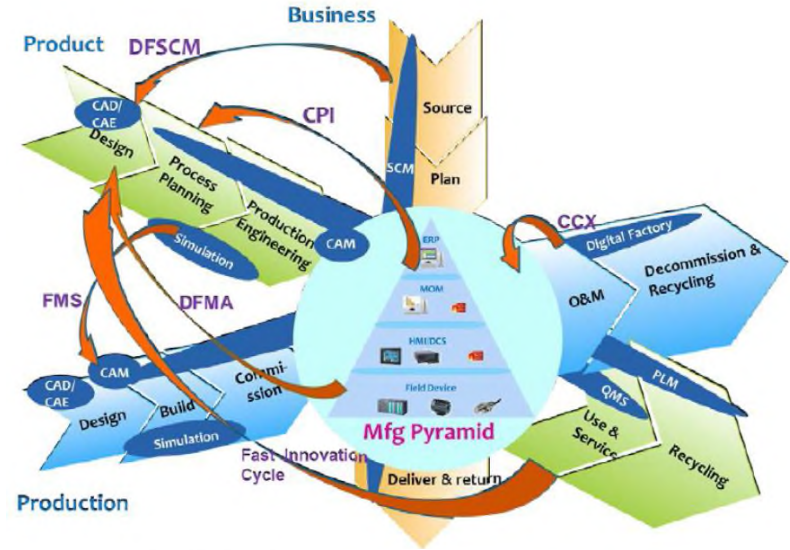 Business
Product
DFSCM
CAD/
CAE
Design
CPI
Source
Process
Planning
SCM
Plan
Production
Engineering
CAM
Simulation
CCX
Digital Factory
Decommission &
Recycling
O&M
ERP
MOM
HMI/DCS
Field Device
Mfg Pyramid
FMS
DFMA
CAM
CAD/
CAE
Design
Build
Commi-
ssion
Simulation
PLM
QMS
Use &
Service
Recycling
Fast Innovation
Cycle
Deliver & return
Production